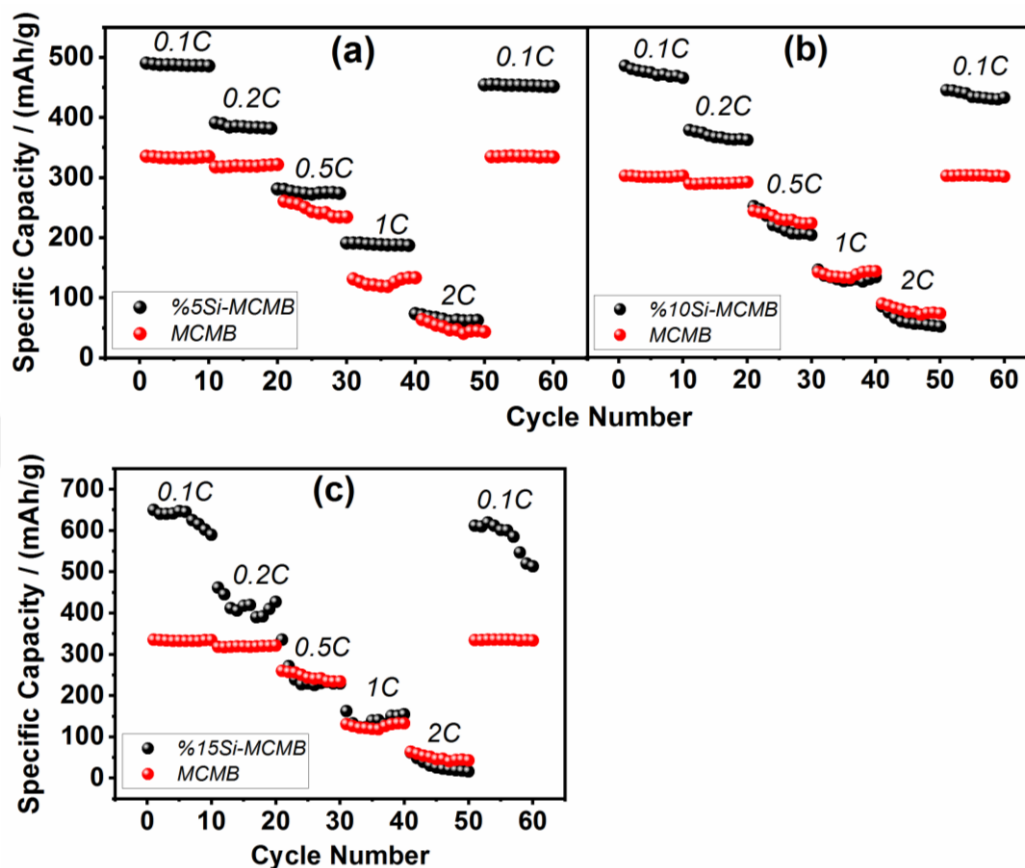 (a)
0.1C
0.2C
0.5C
1C
2C
0.1C
500
400
300
200
100
0
%5Si-MCMB
MCMB
0 10 20 30 40 50 60
(b)
0.1C
0.2C
0.5C
1C
2C
0.1C
%10Si-MCMB
MCMB
0 10 20 30 40 50 60
Specific Capacity / (mAh/g)
Cycle Number
(c)
0.1C
0.2C
0.5C
1C
2C
0.1C
700
600
500
400
300
200
100
0
%15Si-MCMB
MCMB
0 10 20 30 40 50 60
Specific Capacity / (mAh/g)
Cycle Number